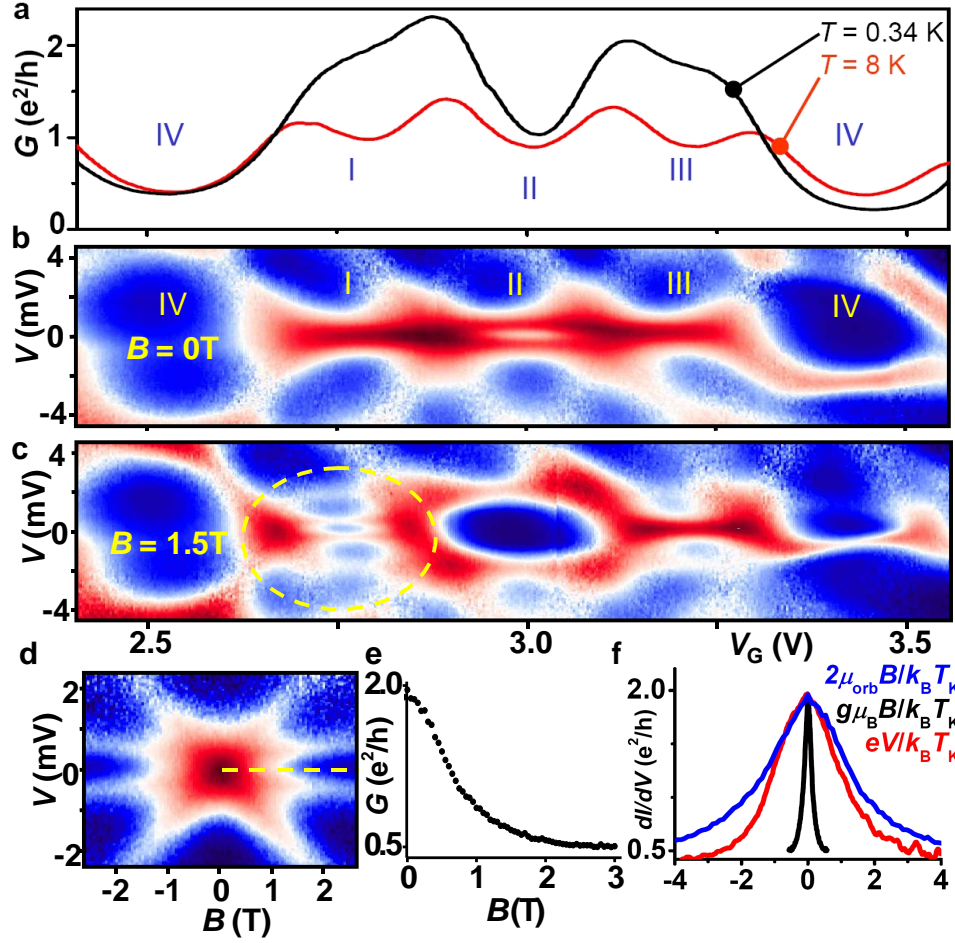 a
G (e²/h)
2
1
0
T = 0.34 K
T = 8 K
IV
I
II
III
IV
b
V (mV)
4
0
-4
IV
I
II
III
IV
B = 0T
c
V (mV)
4
0
-4
B = 1.5T
2.5
3.0
V_G (V)
3.5
d
V (mV)
2
0
-2
-2
-1
0
1
2
B (T)
e
G (e²/h)
2.0
0.5
0
1
2
3
B(T)
f
dI/dV (e²/h)
2.0
0.5
2μ_orb B/k_B T_K
gμ_B B/k_B T_K
eV/k_B T_K
-4
-2
0
2
4